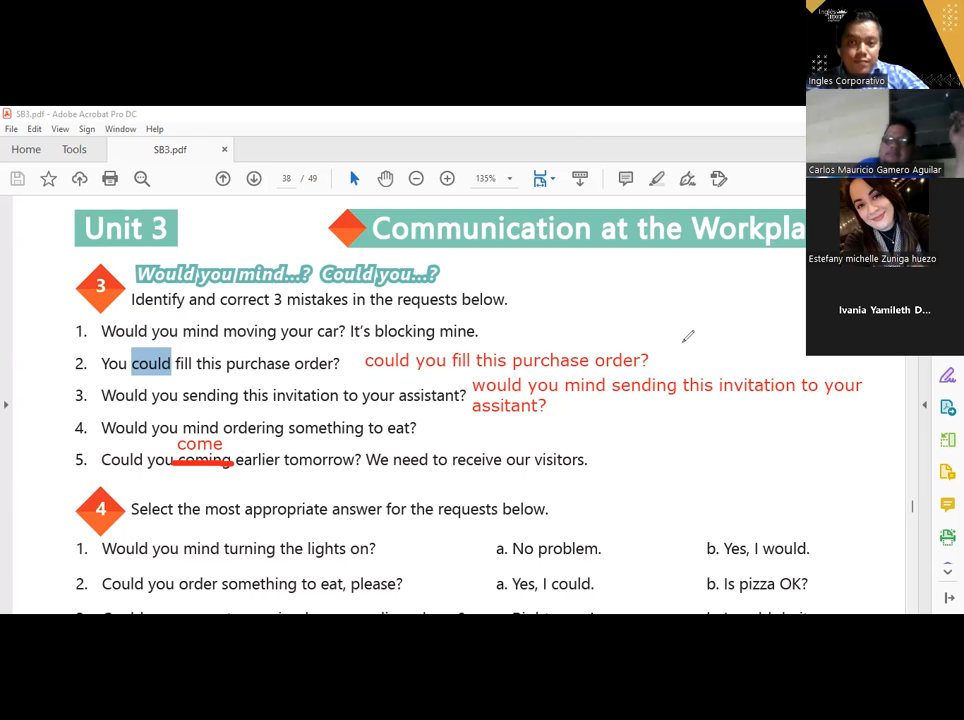 SB3.pdf - Adobe Acrobat Pro DC
File Edit View Sign Window Help
Home Tools SB3.pdf ×
38 / 49 135%
Unit 3 Communication at the Workpla
3 Would you mind...? Could you...?
Identify and correct 3 mistakes in the requests below.
1. Would you mind moving your car? It's blocking mine.
2. You could fill this purchase order? could you fill this purchase order?
3. Would you sending this invitation to your assistant? would you mind sending this invitation to your
assitant?
4. Would you mind ordering something to eat?
come
5. Could you coming earlier tomorrow? We need to receive our visitors.
4 Select the most appropriate answer for the requests below.
1. Would you mind turning the lights on? a. No problem. b. Yes, I would.
2. Could you order something to eat, please? a. Yes, I could. b. Is pizza OK?
Inglés
Ingles Corporativo
Carlos Mauricio Gamero Aguilar
Estefany michelle Zuniga huezo
Ivania Yamileth D...